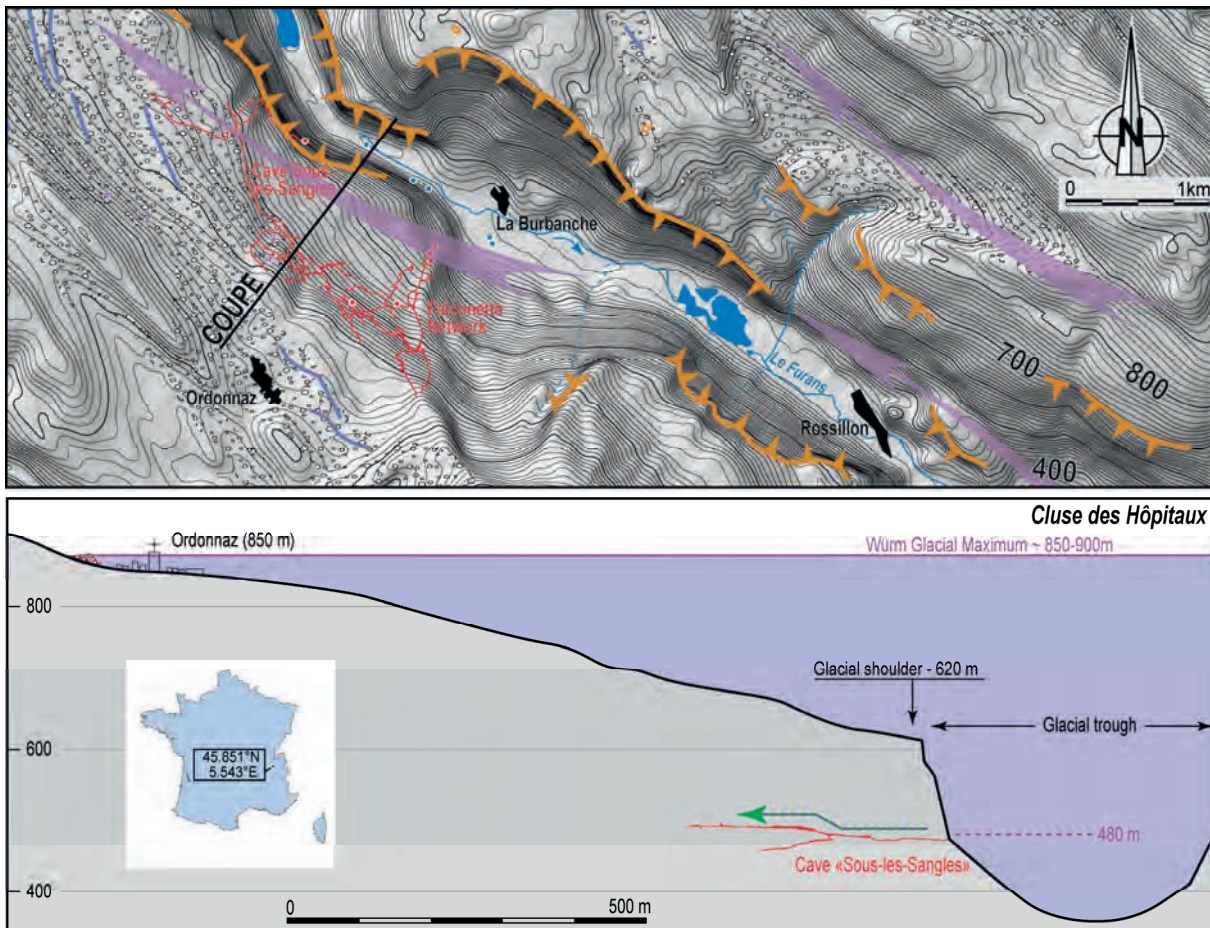 N
0 1km
Cave Sous-
les-Sangles
La Burbanche
COUPE
Falconette
Network
Ordonnaz
Le Furans
Rossillon
700
800
400
Cluse des Hôpitaux
Ordonnaz (850 m)
Würm Glacial Maximum ~ 850-900m
800
Glacial shoulder - 620 m
Glacial trough
600
45.851°N
5.543°E
480 m
Cave «Sous-les-Sangles»
400
0 500 m